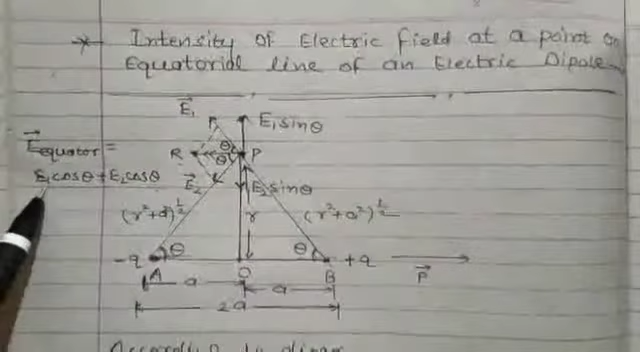 * Intensity Of Electric field at a point on
Equatorial line of an Electric Dipole
E₁
E₁sinθ
E equator =
E₁cosθ+E₂cosθ
R
θ
θ
P
E₂
E₂sinθ
(r²+a²)^½
r
(r²+a²)^½
-q
θ
θ
+q
A
O
B
P
a
a
2a